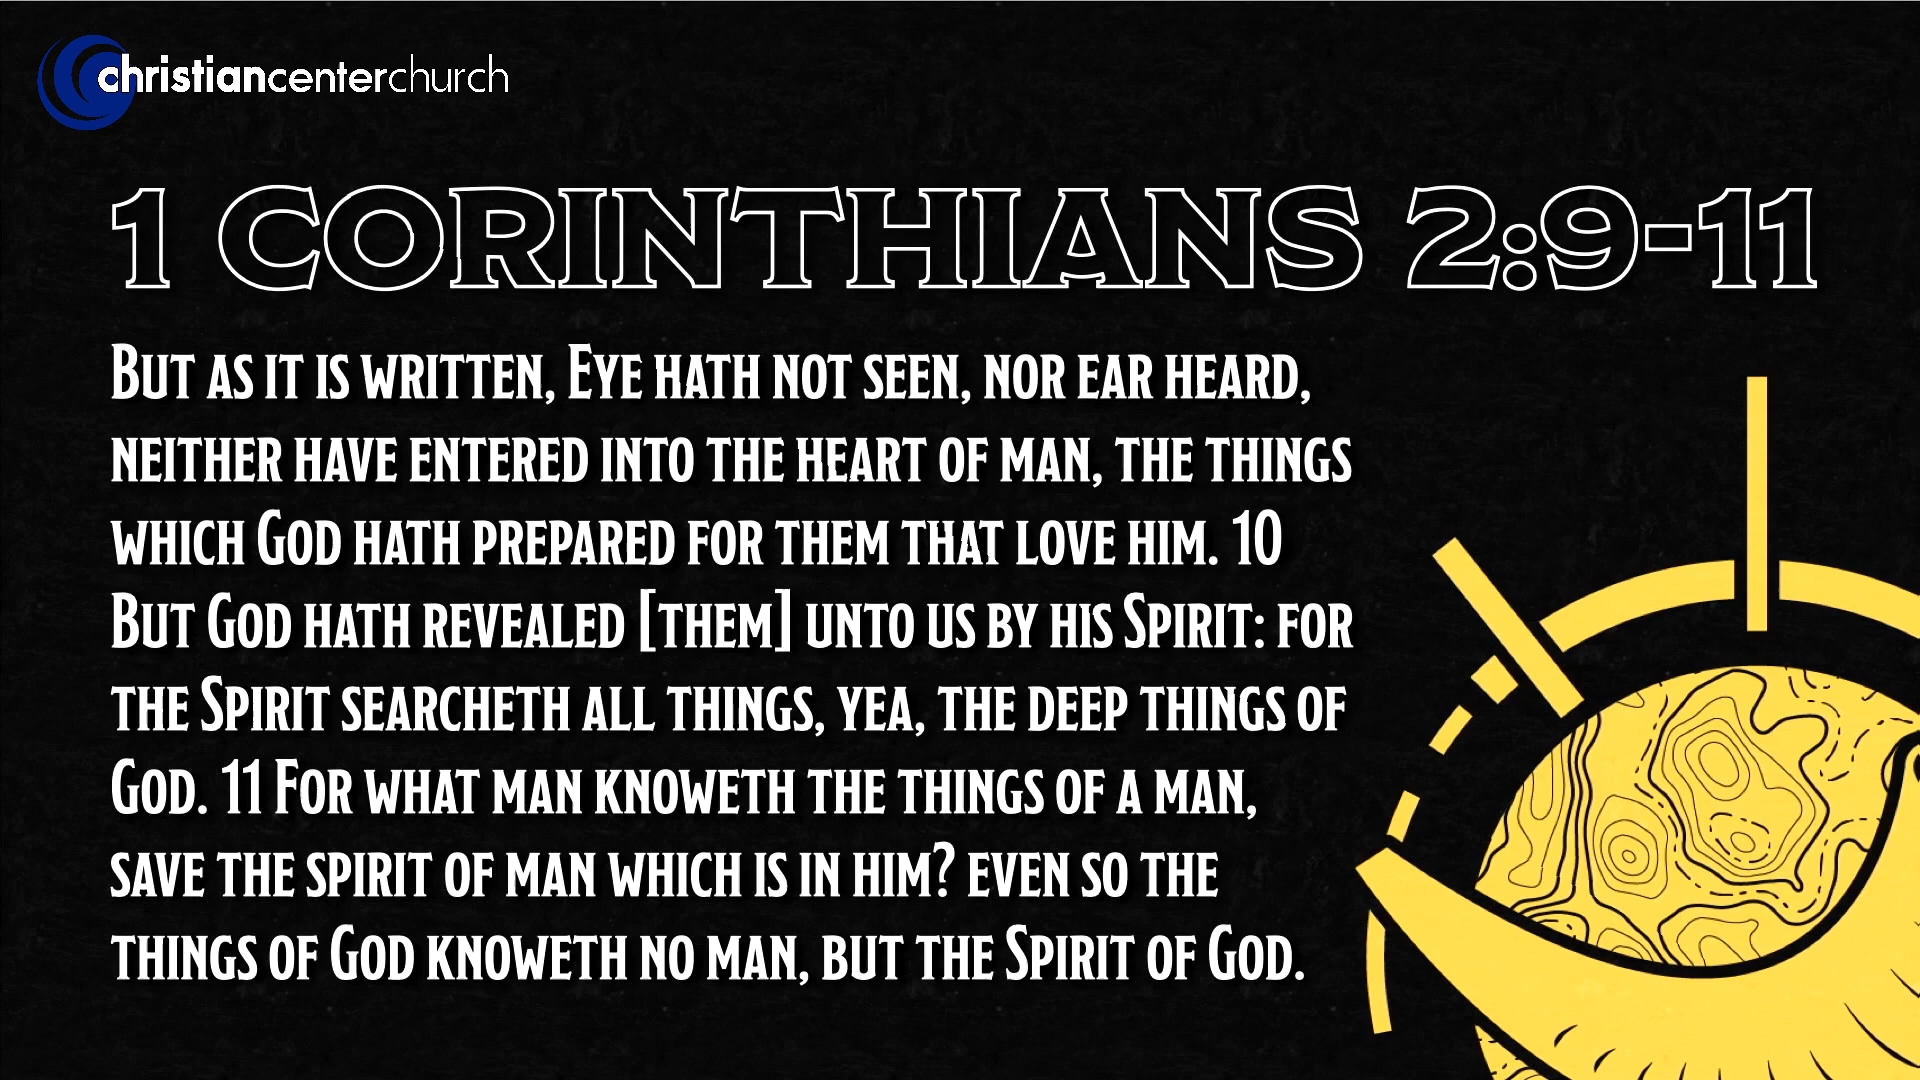 christiancenterchurch
1 CORINTHIANS 2:9-11
But as it is written, Eye hath not seen, nor ear heard,
neither have entered into the heart of man, the things
which God hath prepared for them that love him. 10
But God hath revealed [them] unto us by his Spirit: for
the Spirit searcheth all things, yea, the deep things of
God. 11 For what man knoweth the things of a man,
save the spirit of man which is in him? even so the
things of God knoweth no man, but the Spirit of God.